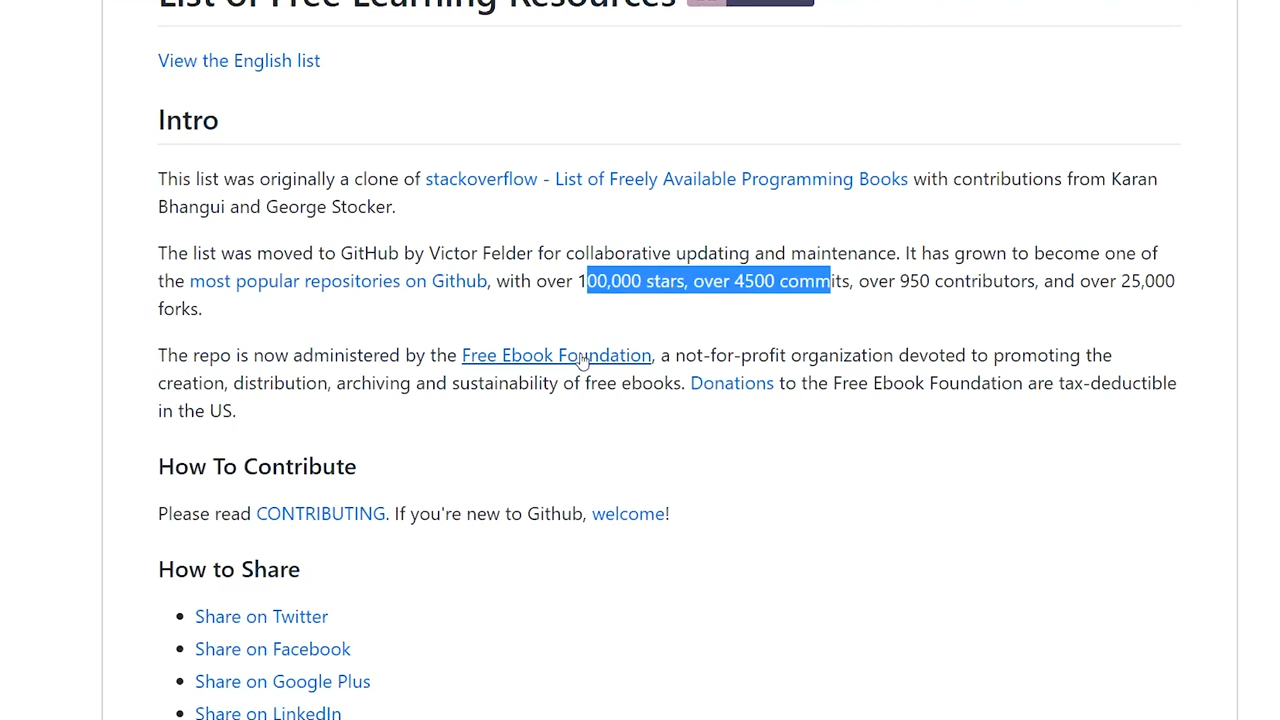 List of Free Learning Resources
View the English list
Intro
This list was originally a clone of stackoverflow - List of Freely Available Programming Books with contributions from Karan
Bhangui and George Stocker.
The list was moved to GitHub by Victor Felder for collaborative updating and maintenance. It has grown to become one of
the most popular repositories on Github, with over 100,000 stars, over 4500 commits, over 950 contributors, and over 25,000
forks.
The repo is now administered by the Free Ebook Foundation, a not-for-profit organization devoted to promoting the
creation, distribution, archiving and sustainability of free ebooks. Donations to the Free Ebook Foundation are tax-deductible
in the US.
How To Contribute
Please read CONTRIBUTING. If you're new to Github, welcome!
How to Share
• Share on Twitter
• Share on Facebook
• Share on Google Plus
• Share on LinkedIn